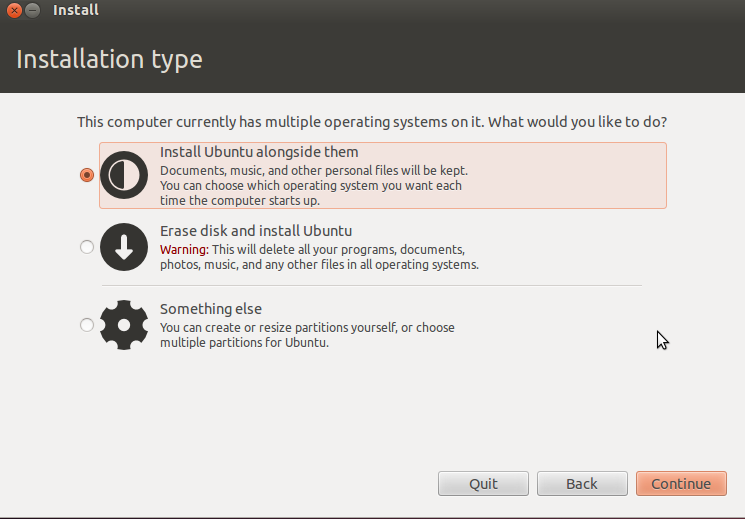 Install
Installation type
This computer currently has multiple operating systems on it. What would you like to do?
Install Ubuntu alongside them
Documents, music, and other personal files will be kept.
You can choose which operating system you want each
time the computer starts up.
Erase disk and install Ubuntu
Warning: This will delete all your programs, documents,
photos, music, and any other files in all operating systems.
Something else
You can create or resize partitions yourself, or choose
multiple partitions for Ubuntu.
Quit Back Continue